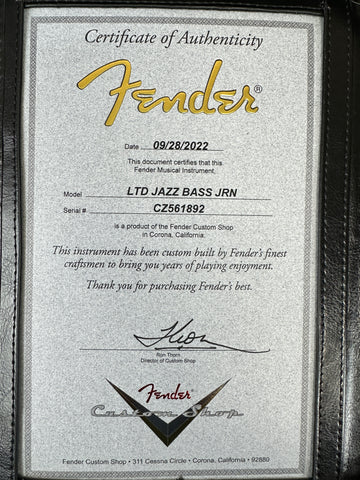 Certificate of Authenticity
Fender®
Date 09/28/2022
This document certifies that this
Fender Musical Instrument.
Model LTD JAZZ BASS JRN
Serial # CZ561892
is a product of the Fender Custom Shop
in Corona, California.
This instrument has been custom built by Fender's finest
craftsmen to bring you years of playing enjoyment.
Thank you for purchasing Fender's best.
Ron Thorn
Director of Custom Shop
Fender
Custom Shop
Fender Custom Shop • 311 Cessna Circle • Corona, California • 92880